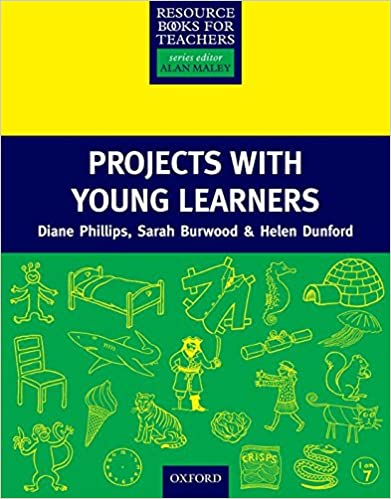 RESOURCE
BOOKS FOR
TEACHERS
series editor
ALAN MALEY
PROJECTS WITH
YOUNG LEARNERS
Diane Phillips, Sarah Burwood & Helen Dunford
CRISPS
I am
7
OXFORD